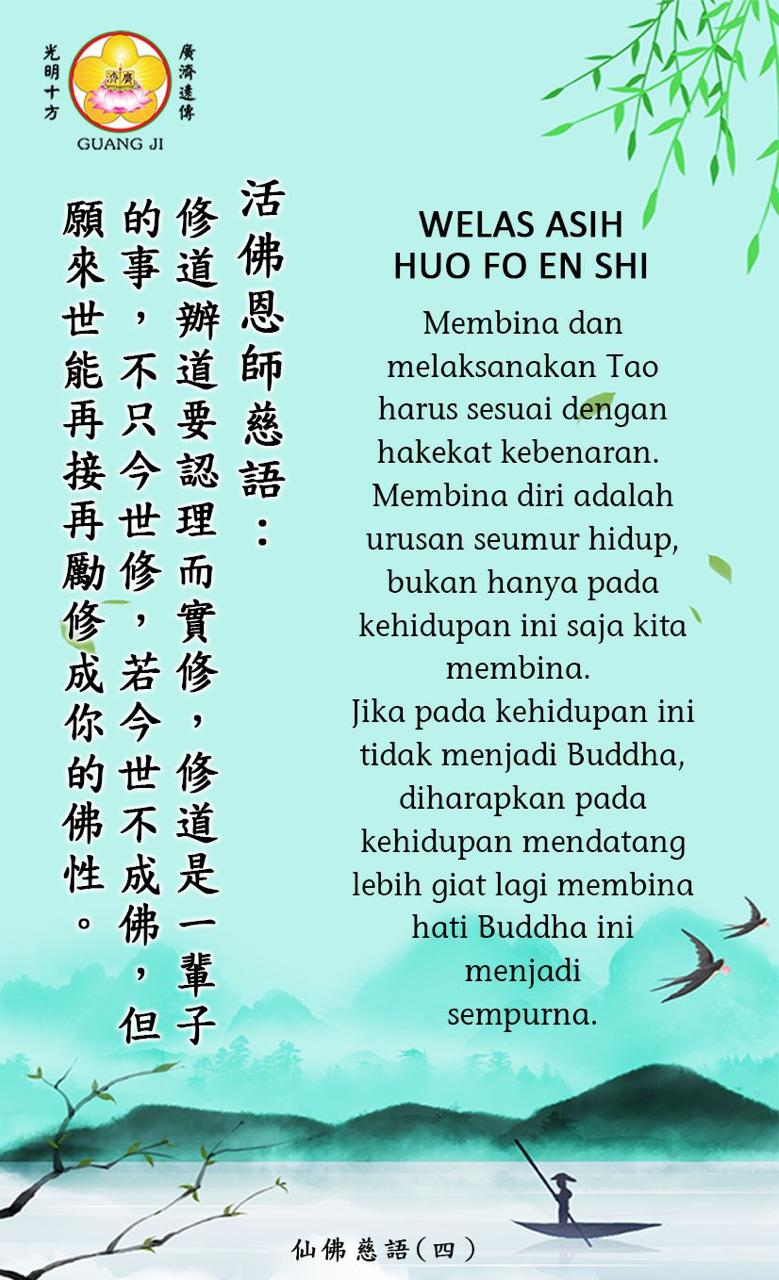 光明十方
廣濟遠傳
廣濟
GUANG JI
活佛恩師慈語：
修道辦道要認理而實修，修道是一輩子
的事，不只今世修，若今世不成佛，但
願來世能再接再勵修成你的佛性。
WELAS ASIH
HUO FO EN SHI
Membina dan
melaksanakan Tao
harus sesuai dengan
hakekat kebenaran.
Membina diri adalah
urusan seumur hidup,
bukan hanya pada
kehidupan ini saja kita
membina.
Jika pada kehidupan ini
tidak menjadi Buddha,
diharapkan pada
kehidupan mendatang
lebih giat lagi membina
hati Buddha ini
menjadi
sempurna.
仙佛慈語（四）